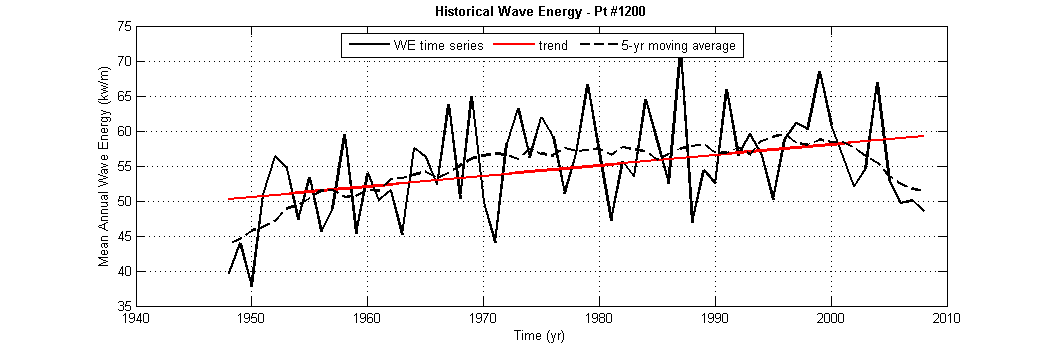 Historical Wave Energy - Pt #1200
WE time series trend 5-yr moving average
Mean Annual Wave Energy (kw/m)
75
70
65
60
55
50
45
40
35
1940 1950 1960 1970 1980 1990 2000 2010
Time (yr)